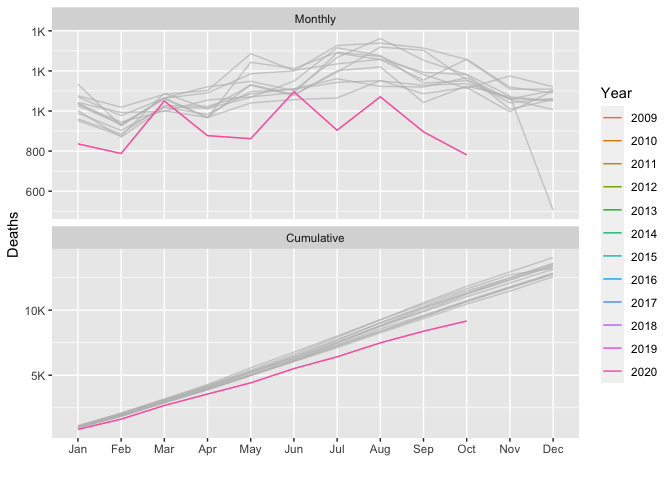 Monthly
1K
1K
1K
800
600
Deaths
Cumulative
10K
5K
Jan Feb Mar Apr May Jun Jul Aug Sep Oct Nov Dec
Year
2009
2010
2011
2012
2013
2014
2015
2016
2017
2018
2019
2020